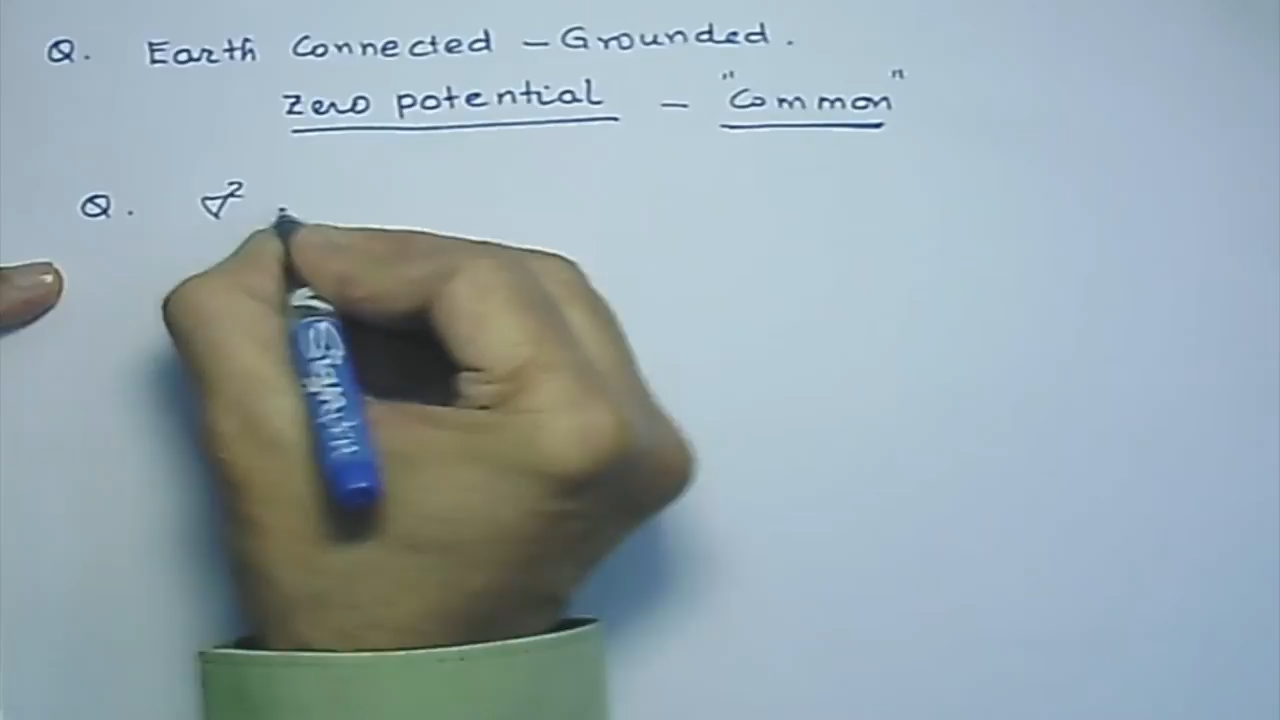 Q. Earth Connected - Grounded.
Zero potential - "Common"
Q. ∇²